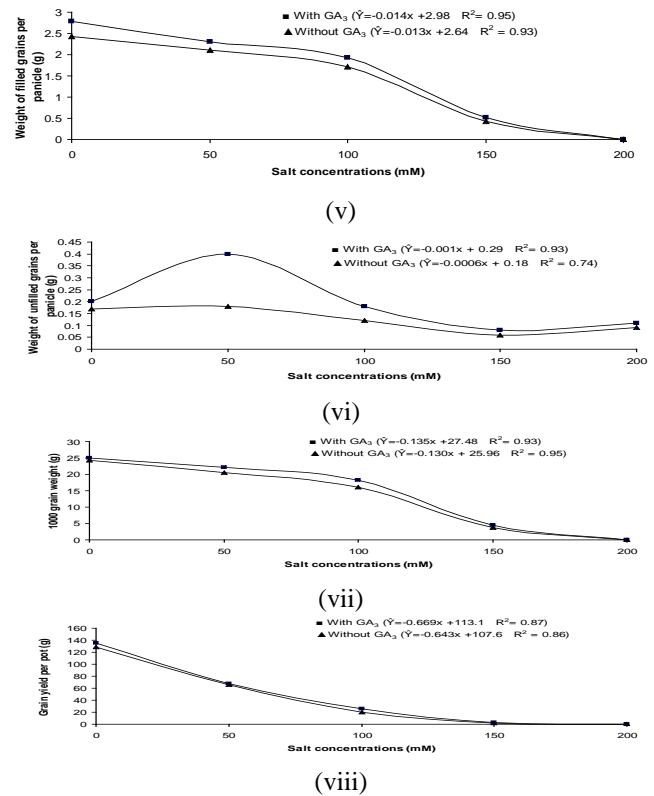 With GA₃ (Ŷ=-0.014x +2.98 R²= 0.95)
Without GA₃ (Ŷ=-0.013x +2.64 R² = 0.93)
Weight of filled grains per
panicle (g)
3
2.5
2
1.5
1
0.5
0
0 50 100 150 200
Salt concentrations (mM)
(v)
With GA₃ (Ŷ=-0.001x + 0.29 R²= 0.93)
Without GA₃ (Ŷ=-0.0006x + 0.18 R² = 0.74)
Weight of unfilled grains per
panicle (g)
0.45
0.4
0.35
0.3
0.25
0.2
0.15
0.1
0.05
0
0 50 100 150 200
Salt concentrations (mM)
(vi)
With GA₃ (Ŷ=-0.135x +27.48 R²= 0.93)
Without GA₃ (Ŷ=-0.130x + 25.96 R² = 0.95)
1000 grain weight (g)
30
25
20
15
10
5
0
0 50 100 150 200
Salt concentrations (mM)
(vii)
With GA₃ (Ŷ=-0.669x +113.1 R²= 0.87)
Without GA₃ (Ŷ=-0.643x +107.6 R² = 0.86)
Grain yield per pot (g)
160
140
120
100
80
60
40
20
0
0 50 100 150 200
Salt concentrations (mM)
(viii)